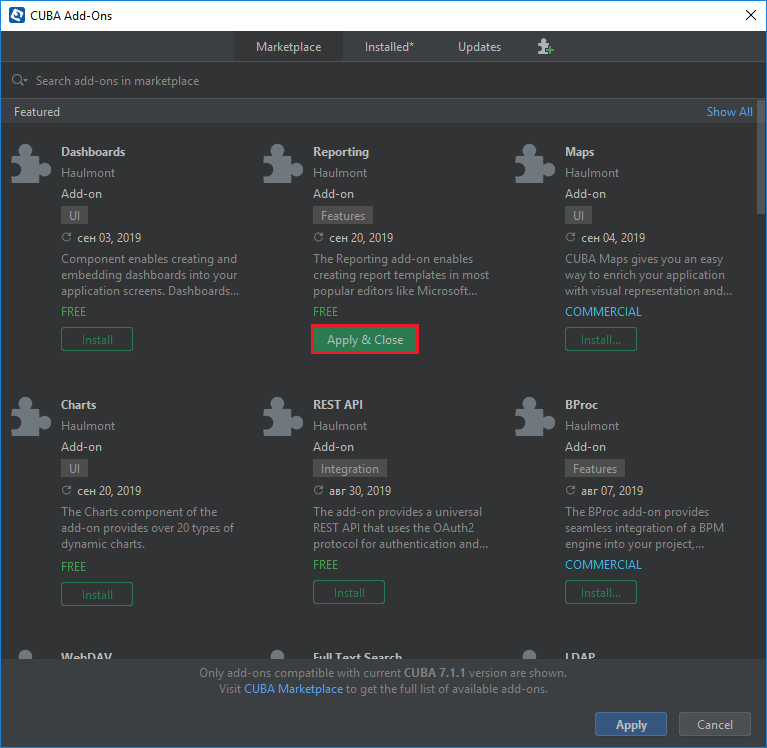 CUBA Add-Ons
Marketplace Installed* Updates
Search add-ons in marketplace
Featured Show All
Dashboards
Haulmont
Add-on
UI
сен 03, 2019
Component enables creating and
embedding dashboards into your
application screens. Dashboards...
FREE
Install
Reporting
Haulmont
Add-on
Features
сен 20, 2019
The Reporting add-on enables
creating report templates in most
popular editors like Microsoft...
FREE
Apply & Close
Maps
Haulmont
Add-on
UI
сен 04, 2019
CUBA Maps gives you an easy
way to enrich your application
with visual representation and...
COMMERCIAL
Install...
Charts
Haulmont
Add-on
UI
сен 20, 2019
The Charts component of the
add-on provides over 20 types of
dynamic charts.
FREE
Install
REST API
Haulmont
Add-on
Integration
авг 30, 2019
The add-on provides a universal
REST API that uses the OAuth2
protocol for authentication and...
FREE
Install
BProc
Haulmont
Add-on
Features
авг 07, 2019
The BProc add-on provides
seamless integration of a BPM
engine into your project,...
COMMERCIAL
Install...
WebDAV
Full Text Search
LDAP
Only add-ons compatible with current CUBA 7.1.1 version are shown.
Visit CUBA Marketplace to get the full list of available add-ons.
Apply Cancel